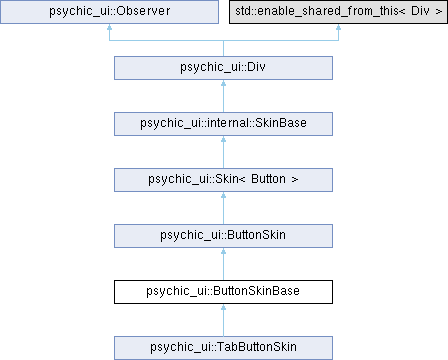 psychic_ui::Observer
std::enable_shared_from_this< Div >
psychic_ui::Div
psychic_ui::internal::SkinBase
psychic_ui::Skin< Button >
psychic_ui::ButtonSkin
psychic_ui::ButtonSkinBase
psychic_ui::TabButtonSkin